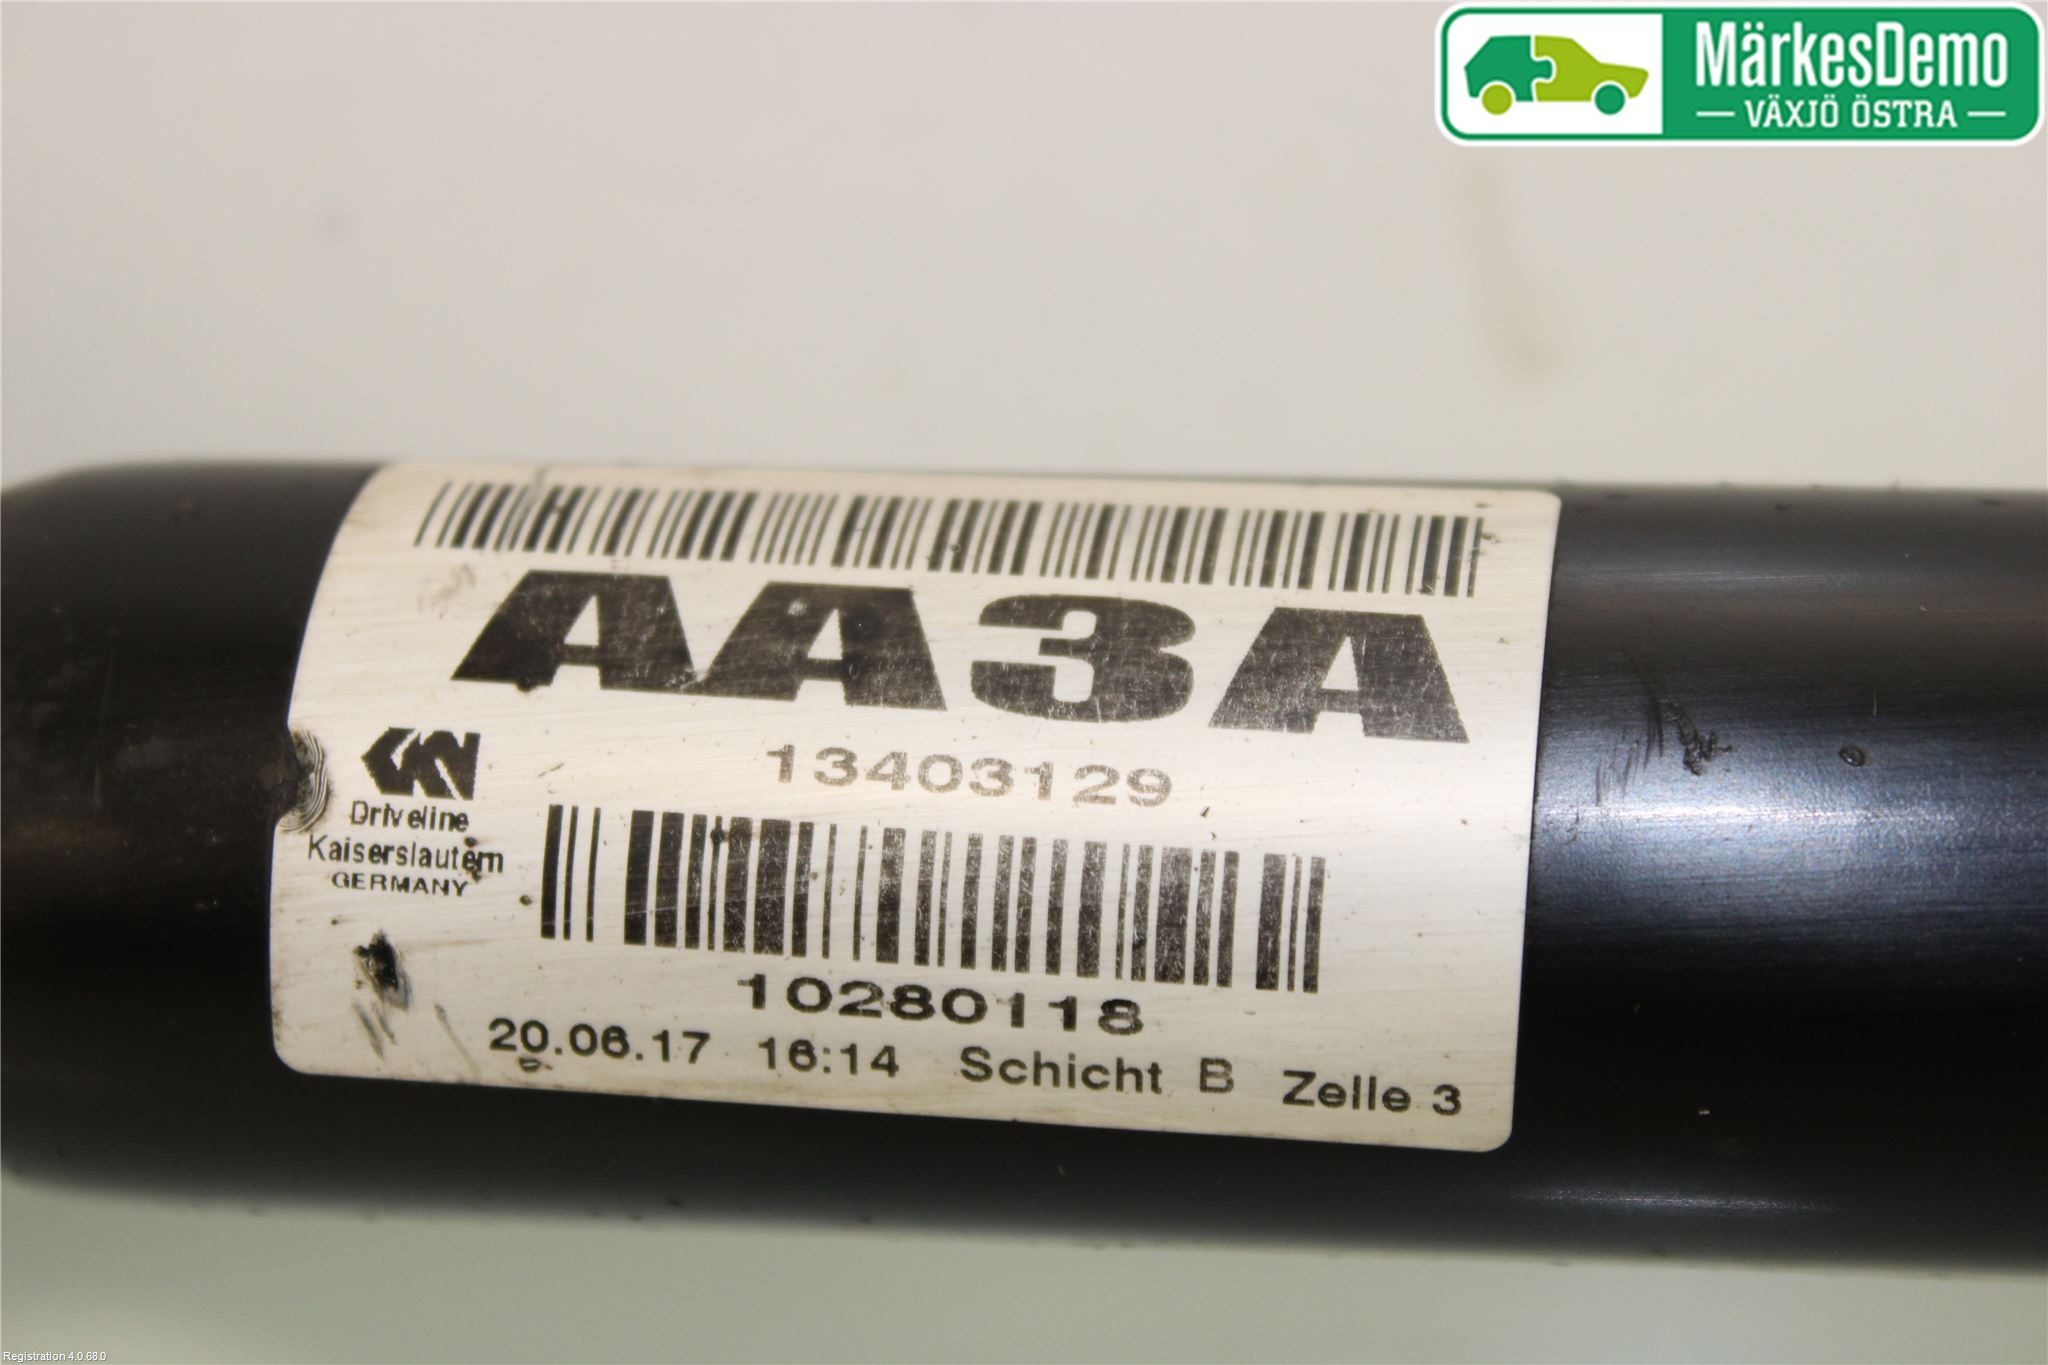 MärkesDemo
VÄXJÖ ÖSTRA
AA3A
13403129
GKN
Driveline
Kaiserslautern
GERMANY
10280118
20.06.17 16:14 Schicht B Zelle 3
Registration 4.0.68.0